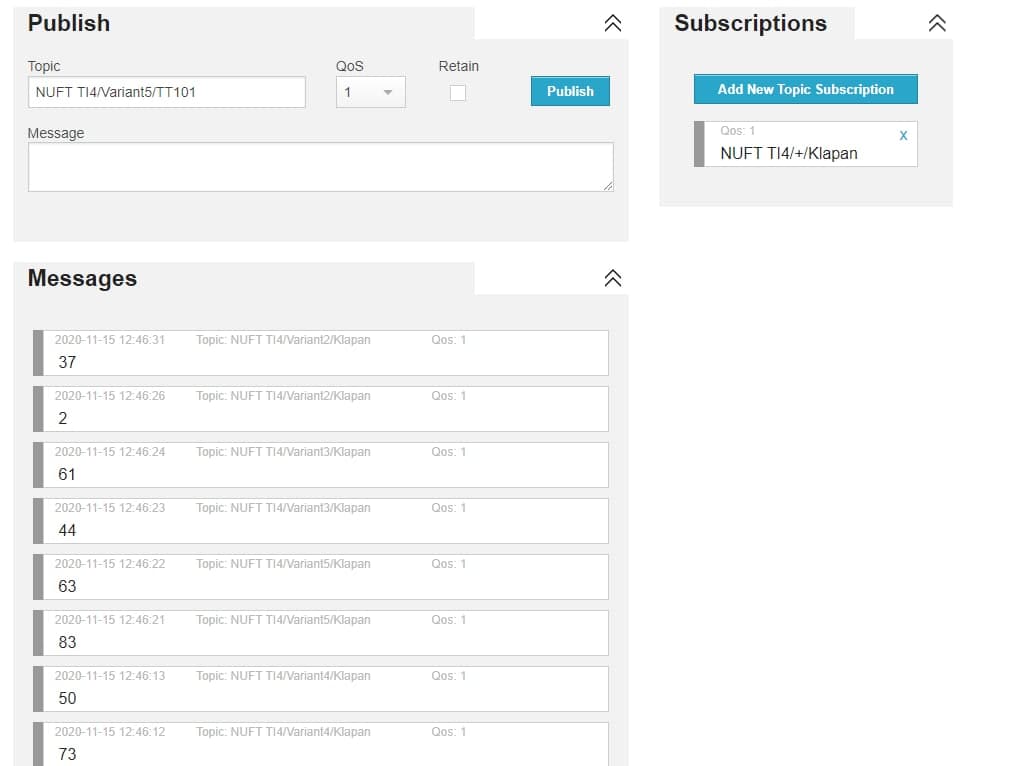 Publish
Topic QoS Retain
NUFT TI4/Variant5/TT101 1 Publish
Message
Subscriptions
Add New Topic Subscription
Qos: 1 x
NUFT TI4/+/Klapan
Messages
2020-11-15 12:46:31 Topic: NUFT TI4/Variant2/Klapan Qos: 1
37
2020-11-15 12:46:26 Topic: NUFT TI4/Variant2/Klapan Qos: 1
2
2020-11-15 12:46:24 Topic: NUFT TI4/Variant3/Klapan Qos: 1
61
2020-11-15 12:46:23 Topic: NUFT TI4/Variant3/Klapan Qos: 1
44
2020-11-15 12:46:22 Topic: NUFT TI4/Variant5/Klapan Qos: 1
63
2020-11-15 12:46:21 Topic: NUFT TI4/Variant5/Klapan Qos: 1
83
2020-11-15 12:46:13 Topic: NUFT TI4/Variant4/Klapan Qos: 1
50
2020-11-15 12:46:12 Topic: NUFT TI4/Variant4/Klapan Qos: 1
73